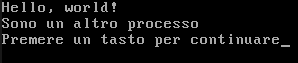 Hello, world!
Sono un altro processo
Premere un tasto per continuare_